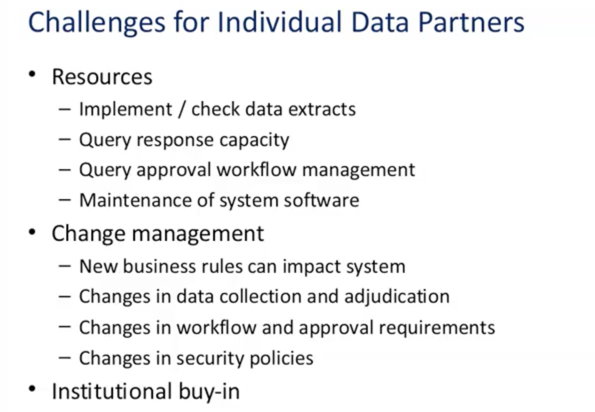 Challenges for Individual Data Partners
• Resources
– Implement / check data extracts
– Query response capacity
– Query approval workflow management
– Maintenance of system software
• Change management
– New business rules can impact system
– Changes in data collection and adjudication
– Changes in workflow and approval requirements
– Changes in security policies
• Institutional buy-in